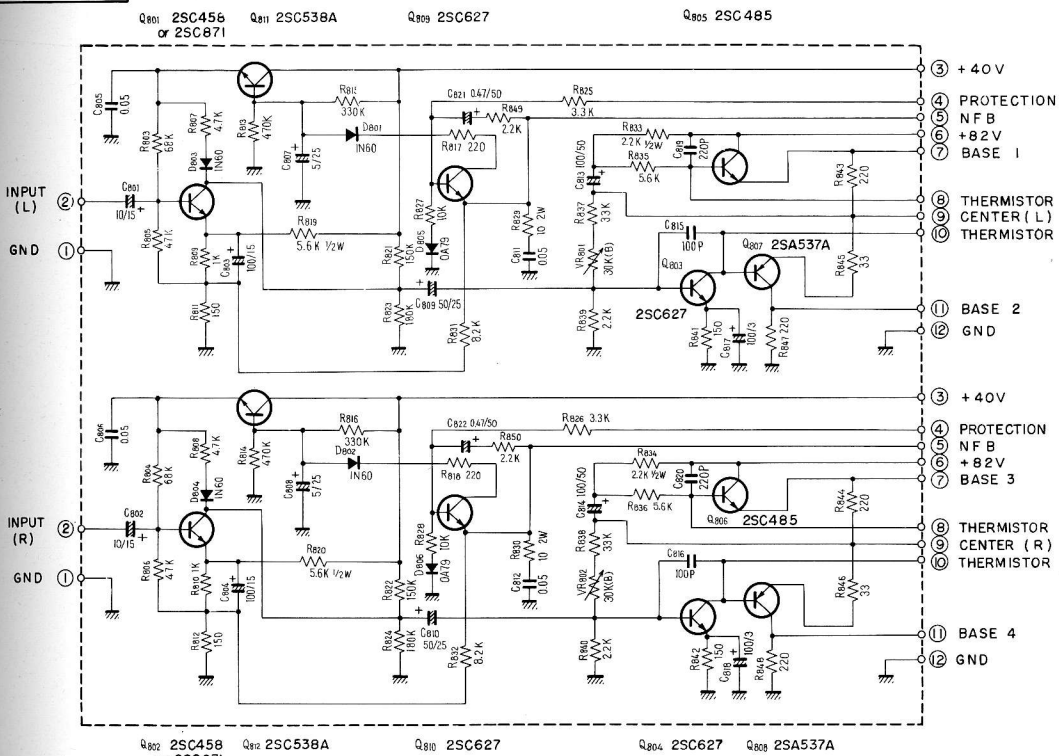 Q801 2SC458 or 2SC871
Q811 2SC538A
Q809 2SC627
Q805 2SC485
C805 0.05
R803 68K
R807 4.7K
D803 IN60
R813 470K
R815 330K
C807 5/25
D801 IN60
C821 0.47/50
R849 2.2K
R817 220
R825 3.3K
R833 2.2K ½W
R835 5.6K
C819 220P
C813 100/50
R843 220
③ +40V
④ PROTECTION
⑤ NFB
⑥ +82V
⑦ BASE 1
⑧ THERMISTOR
⑨ CENTER (L)
⑩ THERMISTOR
⑪ BASE 2
⑫ GND
INPUT (L) ②
GND ①
C801 10/15
R805 47K
R809 1K
C803 100/15
R811 150
R819 5.6K ½W
R821 150K
R823 180K
C809 50/25
R827 10K
D805 OA79
R829 10 2W
C811 0.05
R831 8.2K
R837 33K
VR801 30K(B)
R839 2.2K
C815 100P
Q803 2SC627
Q807 2SA537A
R841 150
C817 100/3
R847 220
R845 33
C806 0.05
R804 68K
R808 4.7K
D804 IN60
R814 470K
R816 330K
C808 5/25
D802 IN60
C822 0.47/50
R850 2.2K
R818 220
R826 3.3K
R834 2.2K ½W
R836 5.6K
C820 220P
C814 100/50
Q806 2SC485
R844 220
③ +40V
④ PROTECTION
⑤ NFB
⑥ +82V
⑦ BASE 3
⑧ THERMISTOR
⑨ CENTER (R)
⑩ THERMISTOR
⑪ BASE 4
⑫ GND
INPUT (R) ②
GND ①
C802 10/15
R806 47K
R810 1K
C804 100/15
R812 150
R820 5.6K ½W
R822 150K
R824 180K
C810 50/25
R828 10K
D806 OA79
R830 10 2W
C812 0.05
R832 8.2K
R838 33K
VR802 30K(B)
R840 2.2K
C816 100P
R842 150
C818 100/3
R848 220
R846 33
Q802 2SC458
Q812 2SC538A
Q810 2SC627
Q804 2SC627
Q808 2SA537A